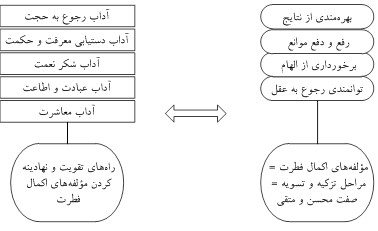 آداب رجوع به حجت
آداب دستیابی معرفت و حکمت
آداب شکر نعمت
آداب عبادت و اطاعت
آداب معاشرت
راه‌های تقویت و نهادینه
کردن مؤلفه‌های اکمال
فطرت
بهره‌مندی از نتایج
رفع و دفع موانع
برخورداری از الهام
توانمندی رجوع به عقل
مؤلفه‌های اکمال فطرت =
مراحل تزکیه و تسویه =
صفت محسن و متقی